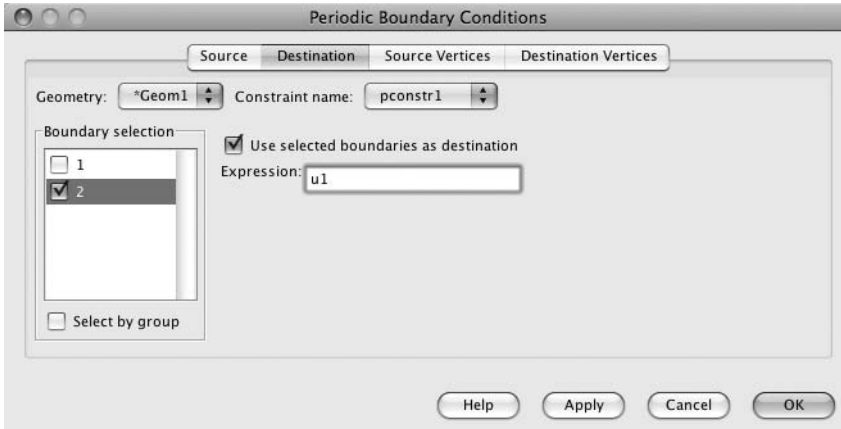 Periodic Boundary Conditions
Source Destination Source Vertices Destination Vertices
Geometry: *Geom1 Constraint name: pconstr1
Boundary selection
1
2
Select by group
Use selected boundaries as destination
Expression: u1
Help Apply Cancel OK